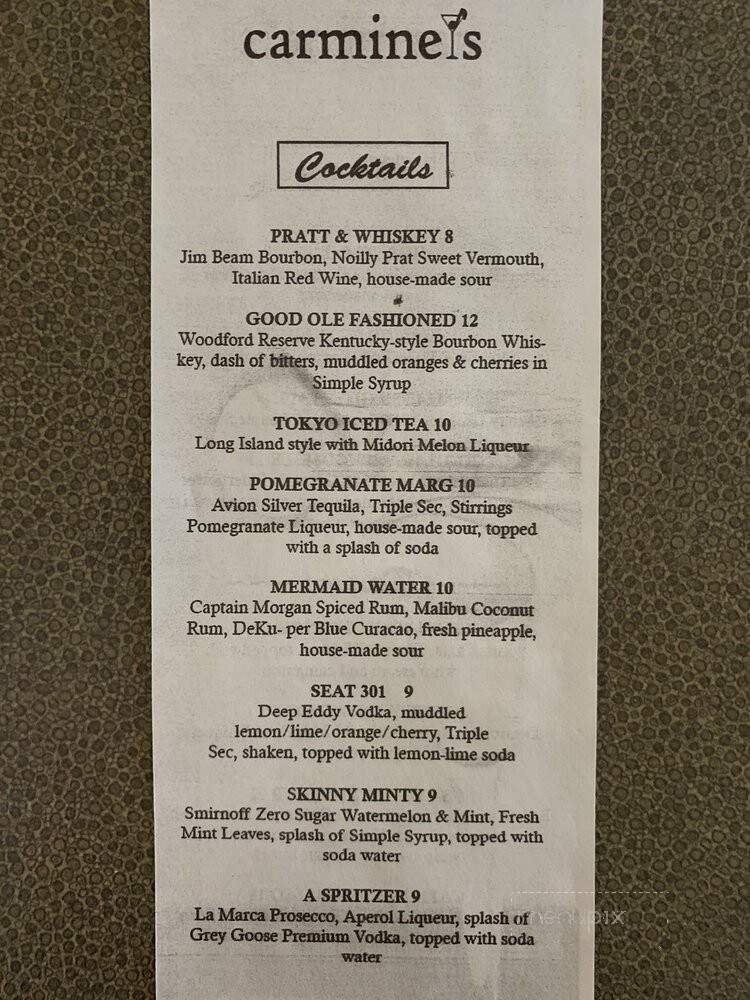 carmine's
Cocktails
PRATT & WHISKEY 8
Jim Beam Bourbon, Noilly Prat Sweet Vermouth,
Italian Red Wine, house-made sour
GOOD OLE FASHIONED 12
Woodford Reserve Kentucky-style Bourbon Whis-
key, dash of bitters, muddled oranges & cherries in
Simple Syrup
TOKYO ICED TEA 10
Long Island style with Midori Melon Liqueur
POMEGRANATE MARG 10
Avion Silver Tequila, Triple Sec, Stirrings
Pomegranate Liqueur, house-made sour, topped
with a splash of soda
MERMAID WATER 10
Captain Morgan Spiced Rum, Malibu Coconut
Rum, DeKu- per Blue Curacao, fresh pineapple,
house-made sour
SEAT 301 9
Deep Eddy Vodka, muddled
lemon/lime/orange/cherry, Triple
Sec, shaken, topped with lemon-lime soda
SKINNY MINTY 9
Smirnoff Zero Sugar Watermelon & Mint, Fresh
Mint Leaves, splash of Simple Syrup, topped with
soda water
A SPRITZER 9
La Marca Prosecco, Aperol Liqueur, splash of
Grey Goose Premium Vodka, topped with soda
water
menupix